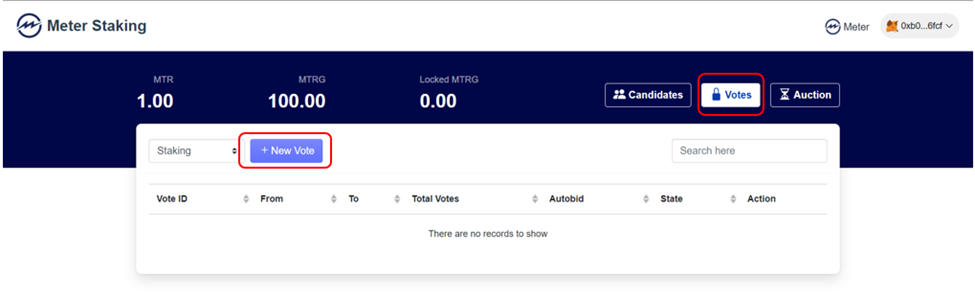 Meter Staking
Meter
0xb0...6fcf
MTR
MTRG
Locked MTRG
1.00
100.00
0.00
Candidates
Votes
Auction
Staking
+ New Vote
Search here
Vote ID
From
To
Total Votes
Autobid
State
Action
There are no records to show